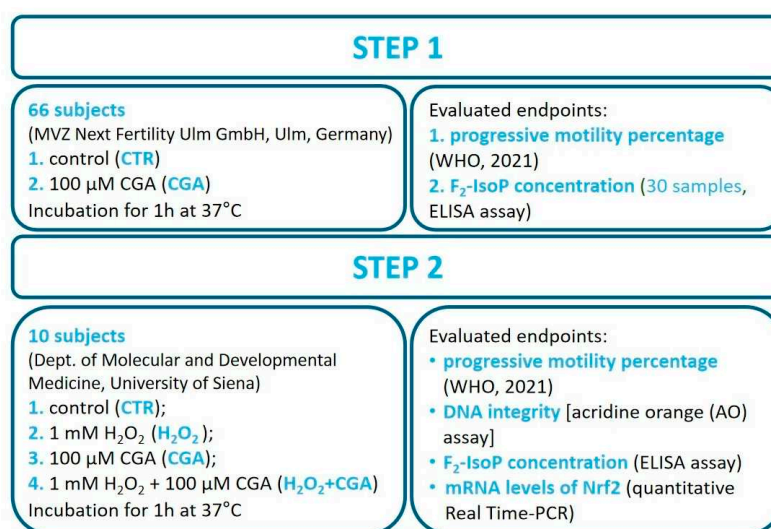 STEP 1
66 subjects
(MVZ Next Fertility Ulm GmbH, Ulm, Germany)
1. control (CTR)
2. 100 µM CGA (CGA)
Incubation for 1h at 37°C
Evaluated endpoints:
1. progressive motility percentage
(WHO, 2021)
2. F₂-IsoP concentration (30 samples,
ELISA assay)
STEP 2
10 subjects
(Dept. of Molecular and Developmental
Medicine, University of Siena)
1. control (CTR);
2. 1 mM H₂O₂ (H₂O₂ );
3. 100 µM CGA (CGA);
4. 1 mM H₂O₂ + 100 µM CGA (H₂O₂+CGA)
Incubation for 1h at 37°C
Evaluated endpoints:
• progressive motility percentage
(WHO, 2021)
• DNA integrity [acridine orange (AO)
assay]
• F₂-IsoP concentration (ELISA assay)
• mRNA levels of Nrf2 (quantitative
Real Time-PCR)